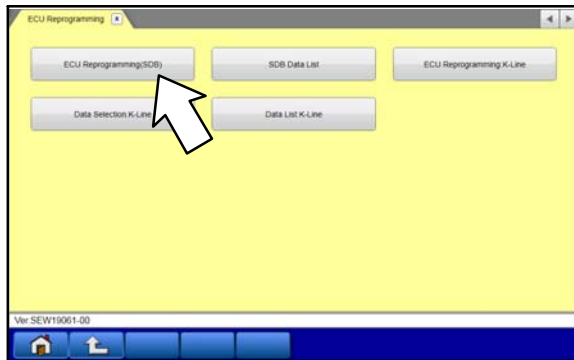 ECU Reprogramming
ECU Reprogramming(SDB)
SDB Data List
ECU Reprogramming:K-Line
Data Selection:K-Line
Data List:K-Line
Ver.SEW19061-00